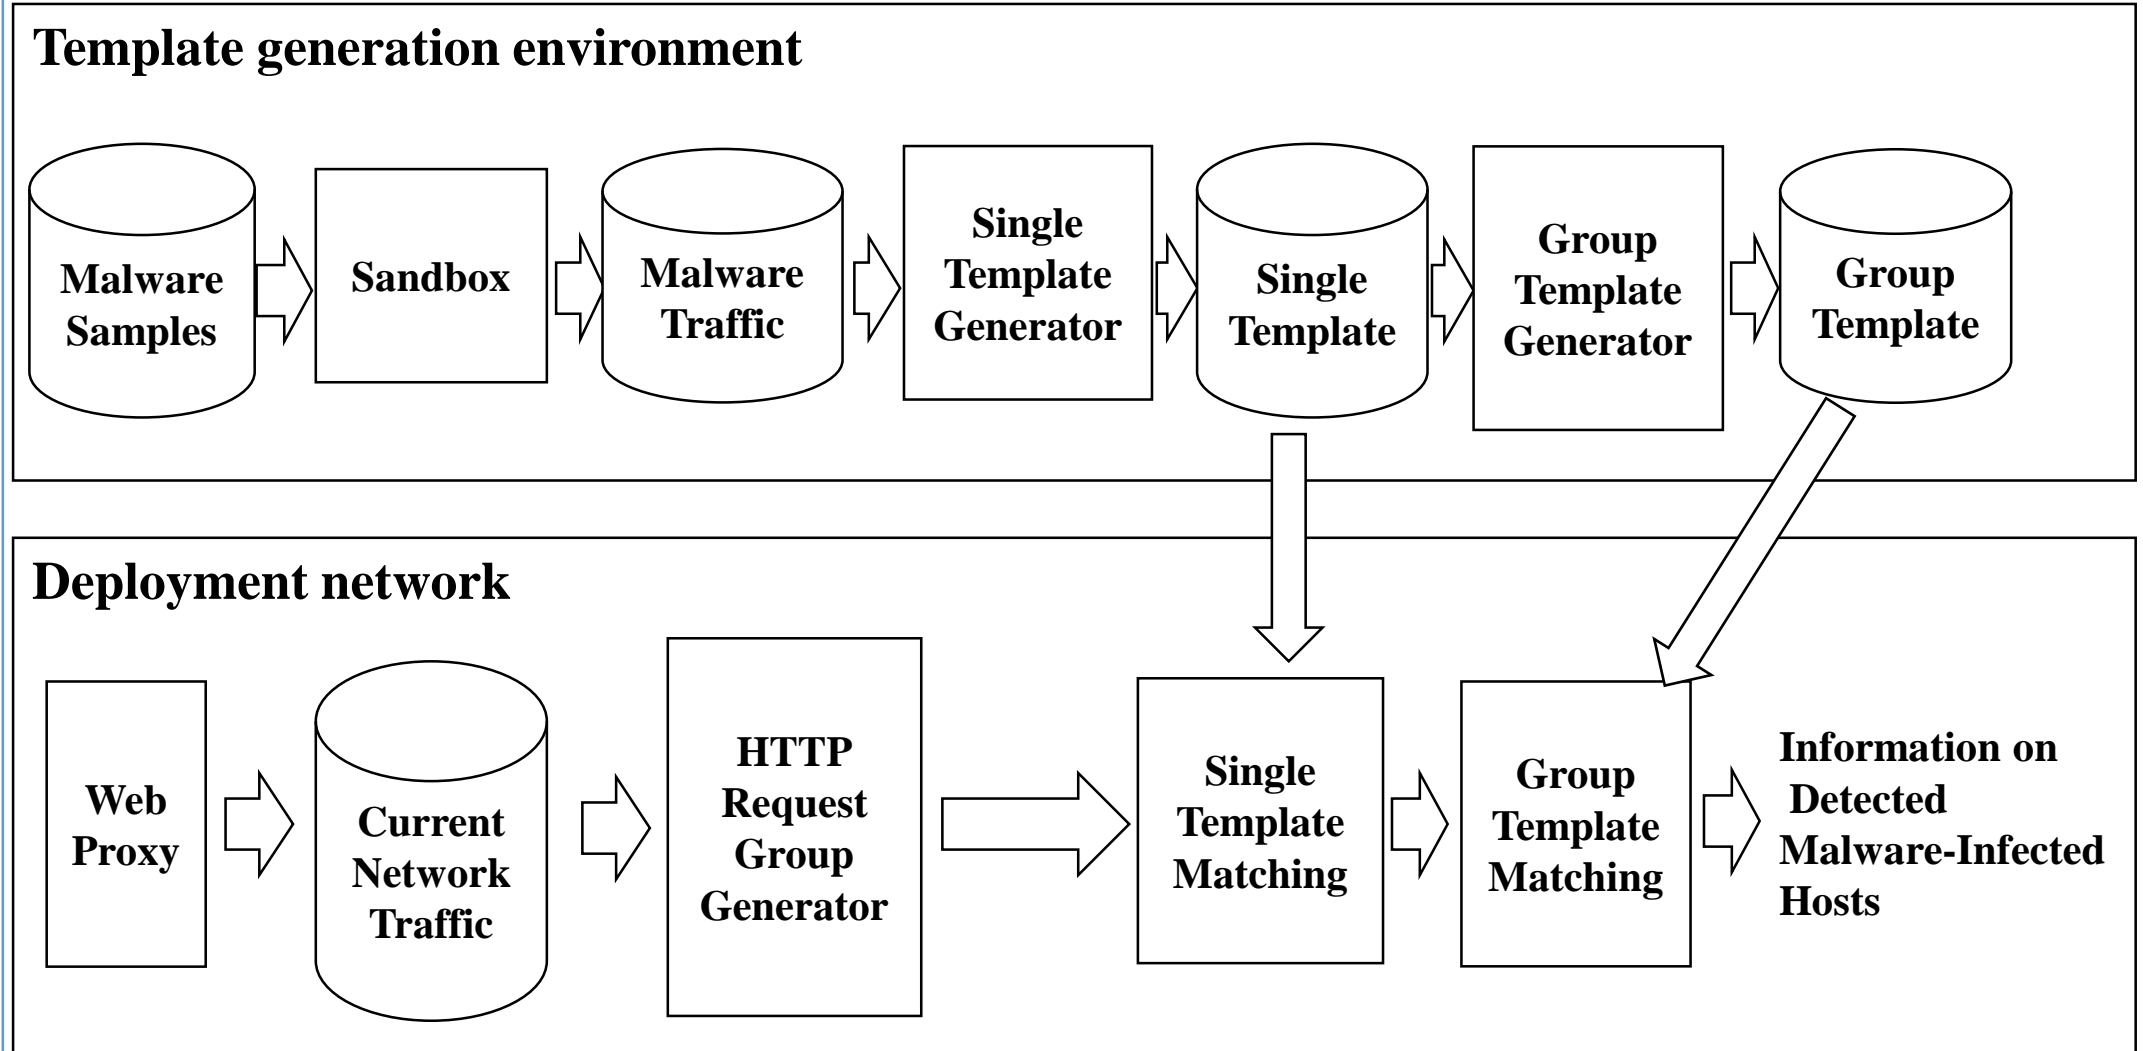 Template generation environment
Malware
Samples
Sandbox
Malware
Traffic
Single
Template
Generator
Single
Template
Group
Template
Generator
Group
Template
Deployment network
Web
Proxy
Current
Network
Traffic
HTTP
Request
Group
Generator
Single
Template
Matching
Group
Template
Matching
Information on
Detected
Malware-Infected
Hosts